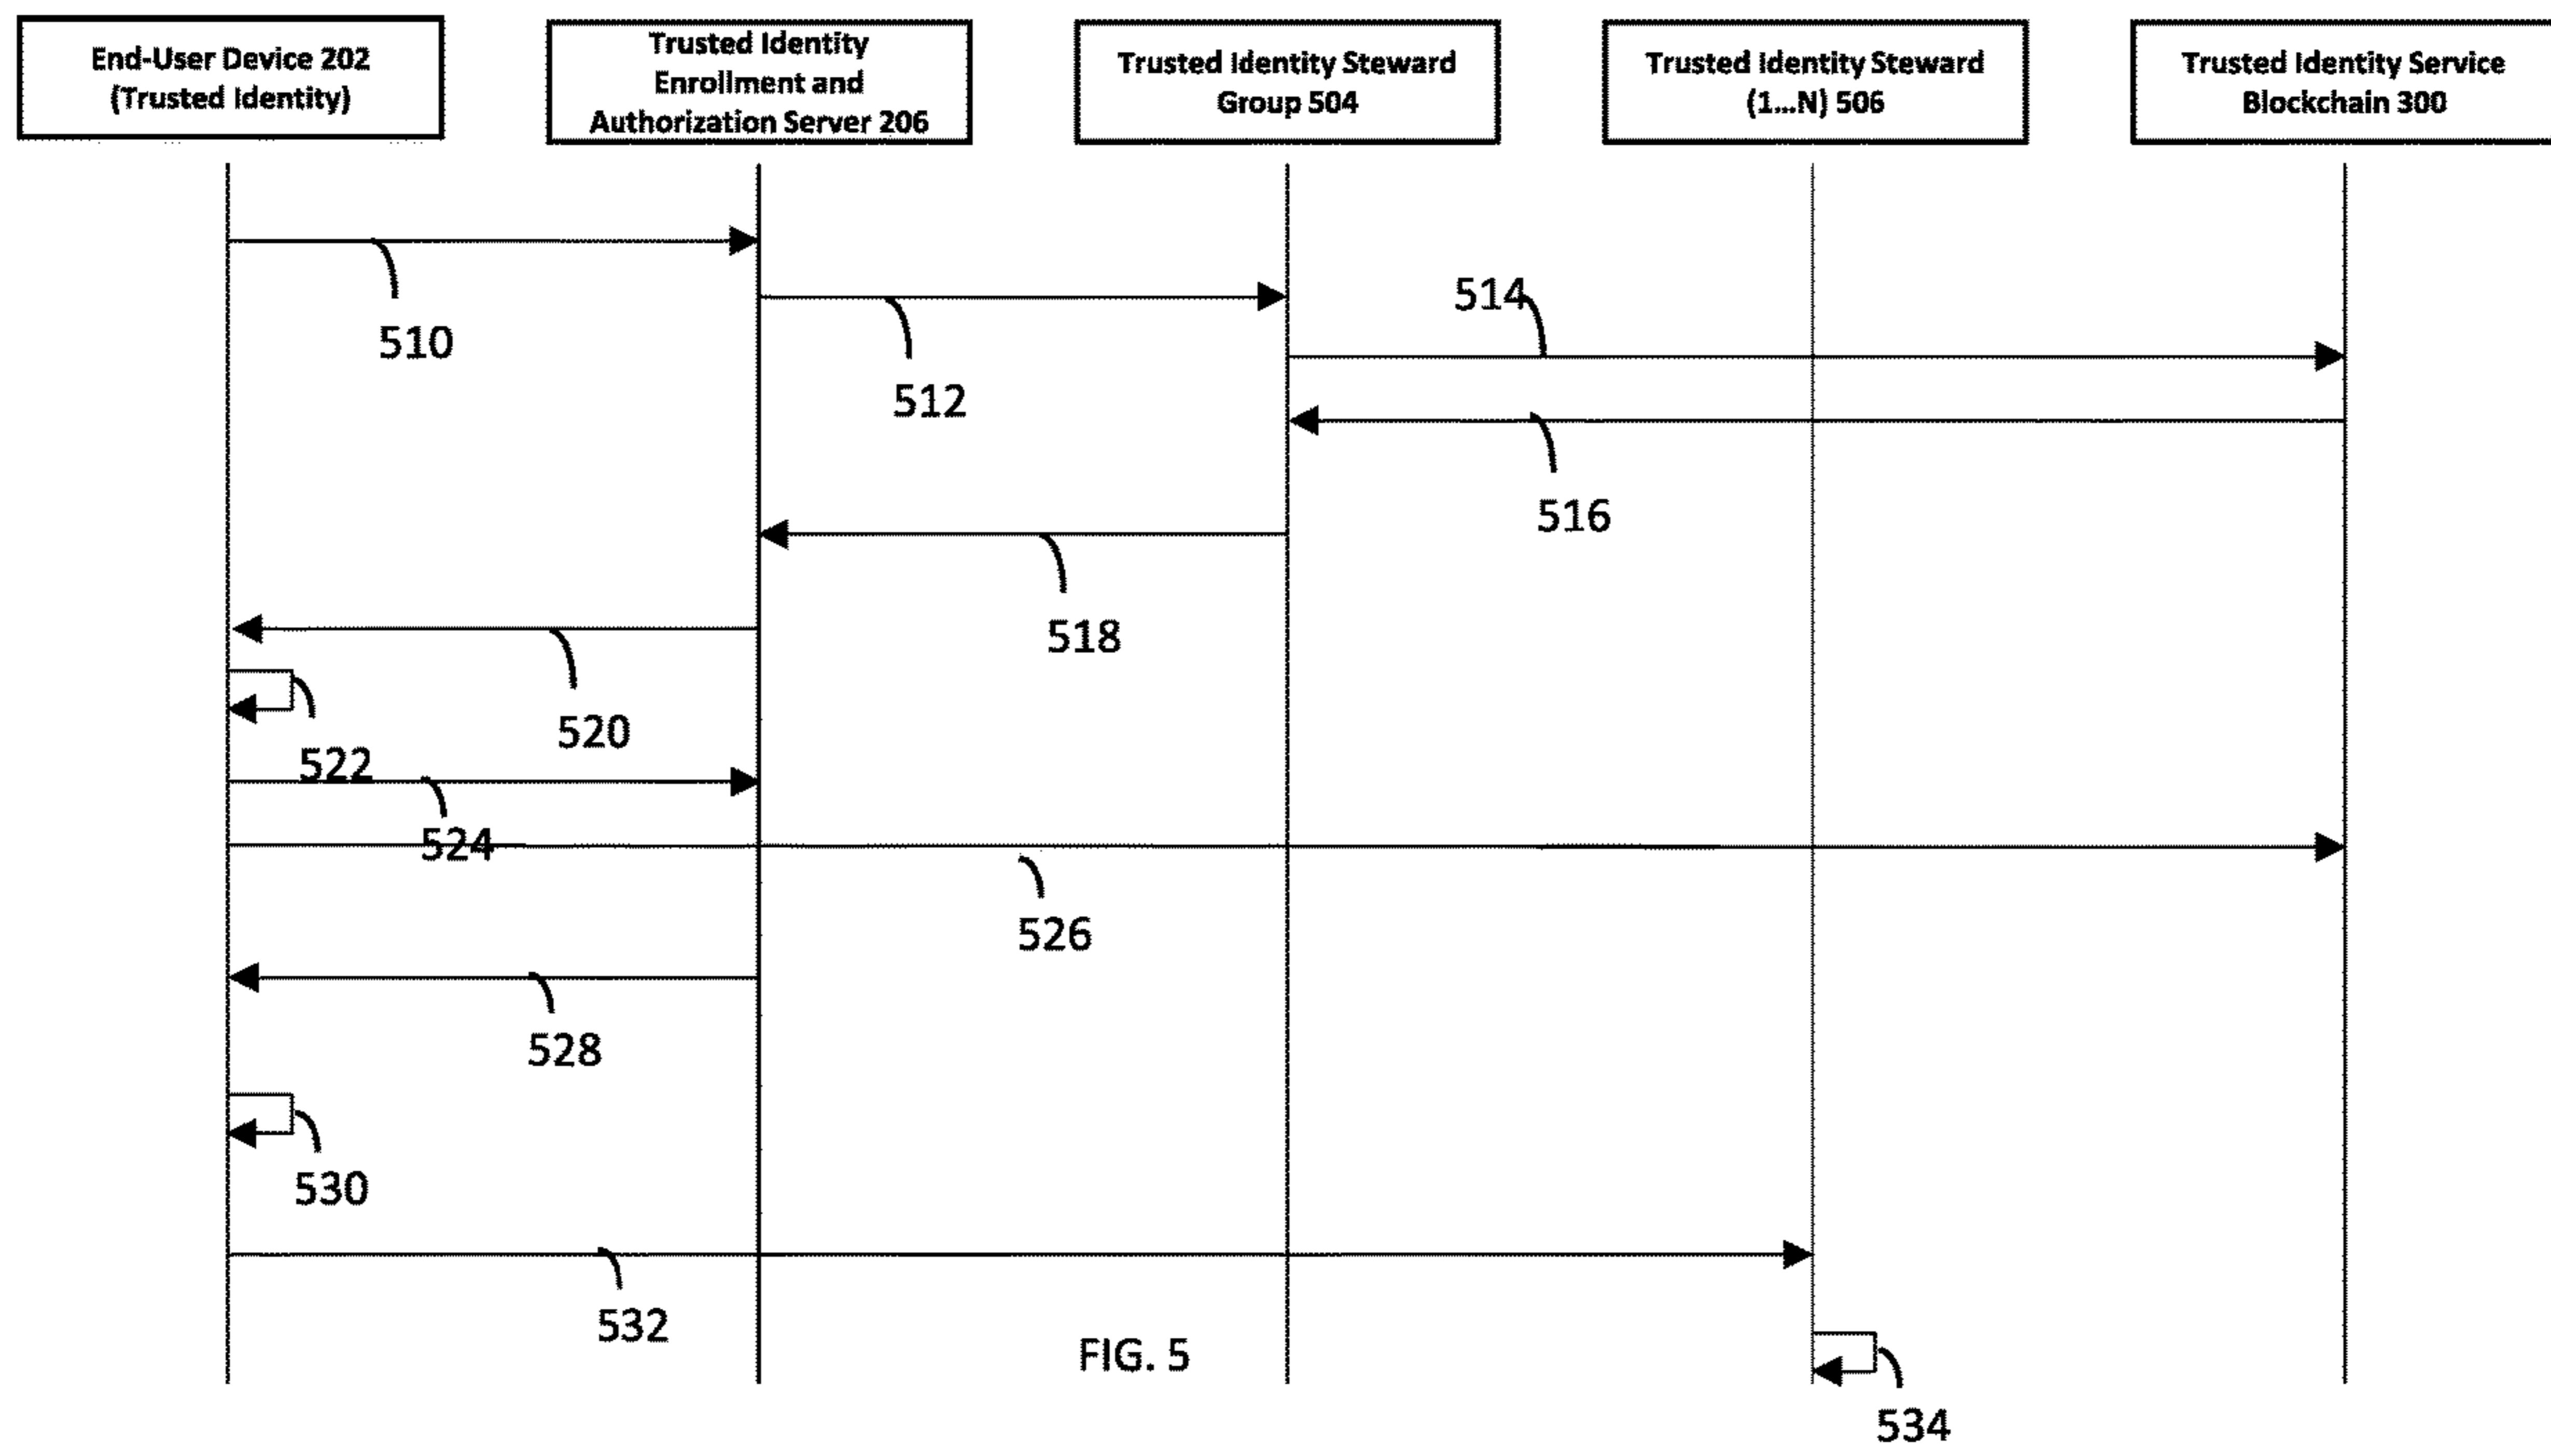 End-User Device 202
(Trusted Identity)
Trusted Identity
Enrollment and
Authorization Server 206
Trusted Identity Steward
Group 504
Trusted Identity Steward
(1...N) 506
Trusted Identity Service
Blockchain 300
510
512
514
516
518
520
522
524
526
528
530
532
534
FIG. 5